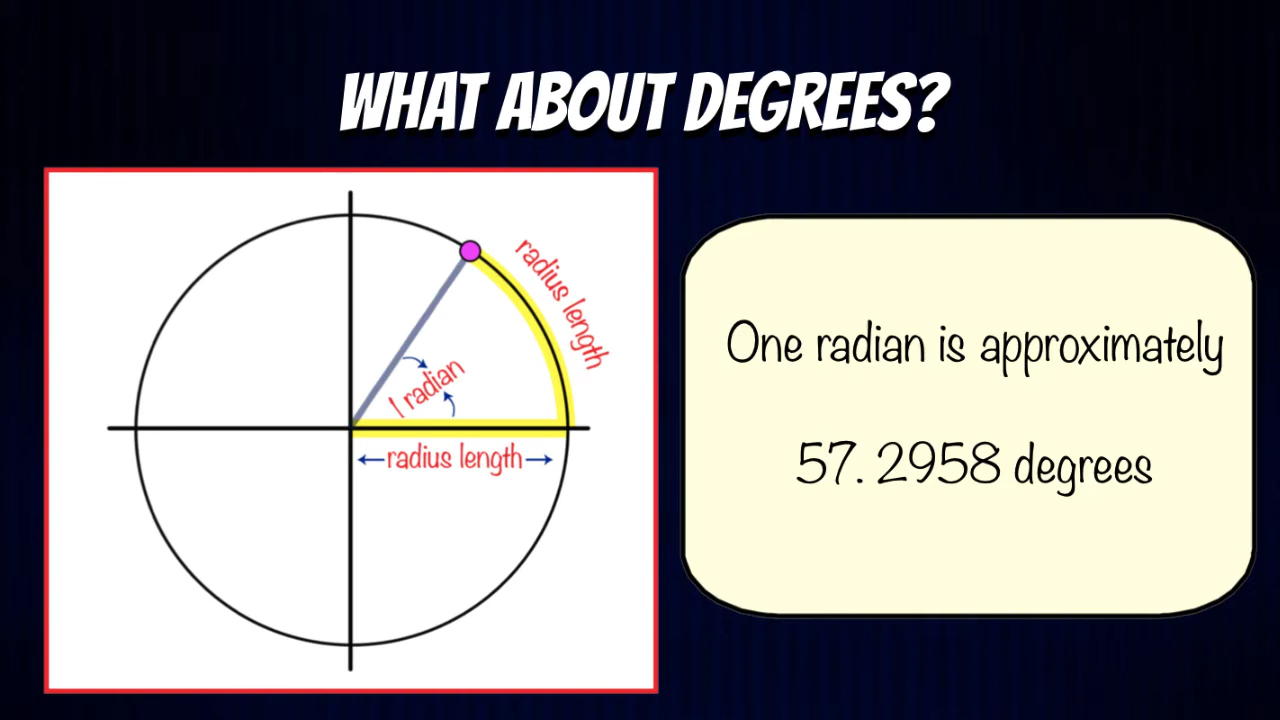 WHAT ABOUT DEGREES?
radius length
1 radian
radius length
One radian is approximately
57.2958 degrees